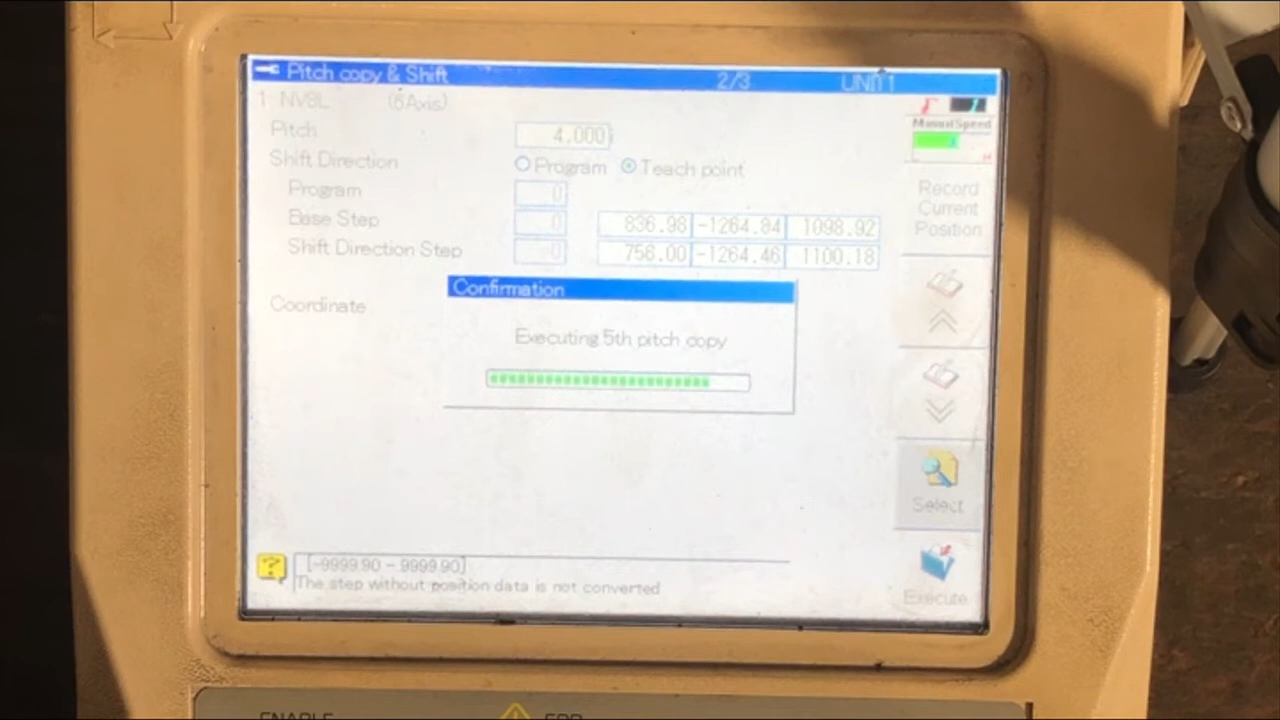 Pitch copy & Shift 2/3 UNIT1
1 NV8L (6Axis)
Manual Speed
L H
Pitch 4.000
Shift Direction Program Teach point
Program 0
Base Step 0 836.98 -1264.84 1098.92
Shift Direction Step 0 756.00 -1264.46 1100.18
Coordinate
Confirmation
Executing 5th pitch copy
Record
Current
Position
Select
Execute
[-9999.90 - 9999.90]
The step without position data is not converted
ENABLE ERR